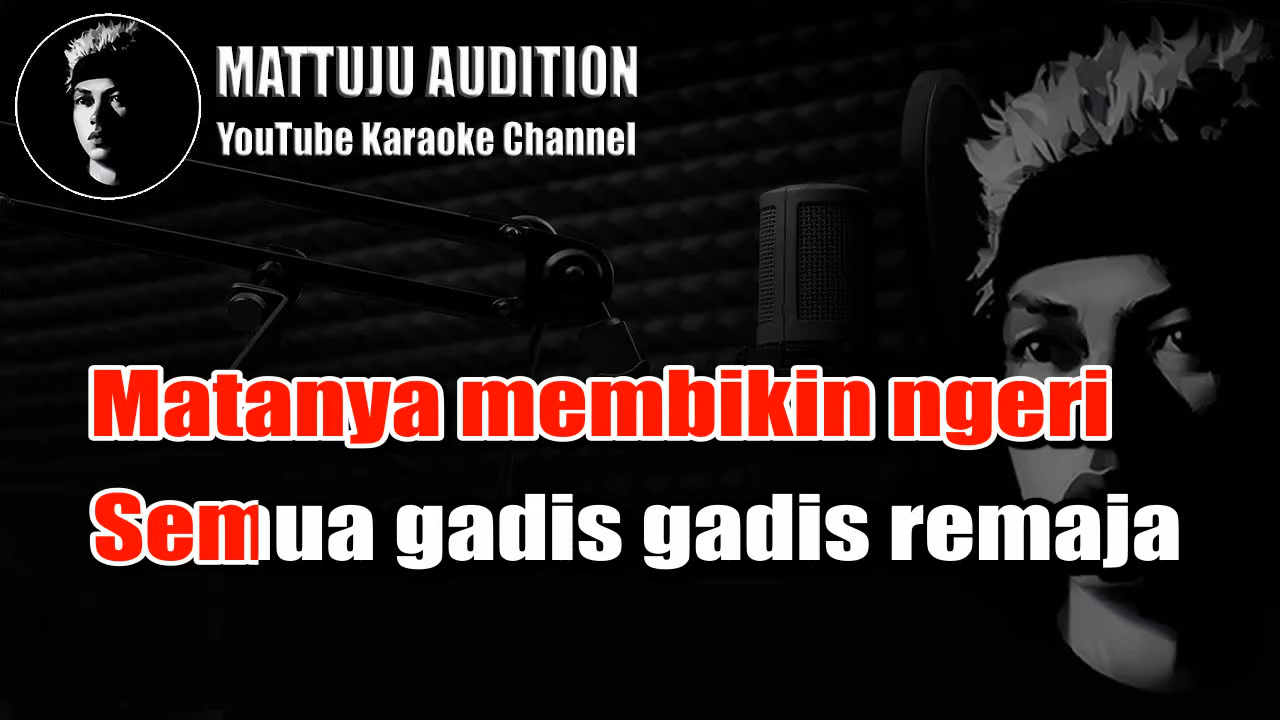 MATTUJU AUDITION
YouTube Karaoke Channel
Matanya membikin ngeri
Semua gadis gadis remaja